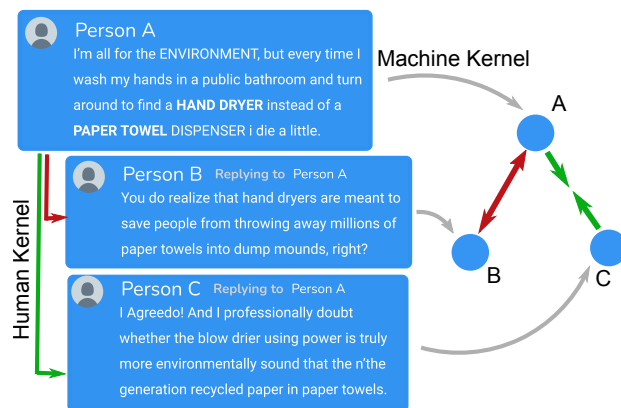 Person A
I'm all for the ENVIRONMENT, but every time I
wash my hands in a public bathroom and turn
around to find a HAND DRYER instead of a
PAPER TOWEL DISPENSER i die a little.
Machine Kernel
A
Human Kernel
Person B Replying to Person A
You do realize that hand dryers are meant to
save people from throwing away millions of
paper towels into dump mounds, right?
B
C
Person C Replying to Person A
I Agreedo! And I professionally doubt
whether the blow drier using power is truly
more environmentally sound that the n'the
generation recycled paper in paper towels.